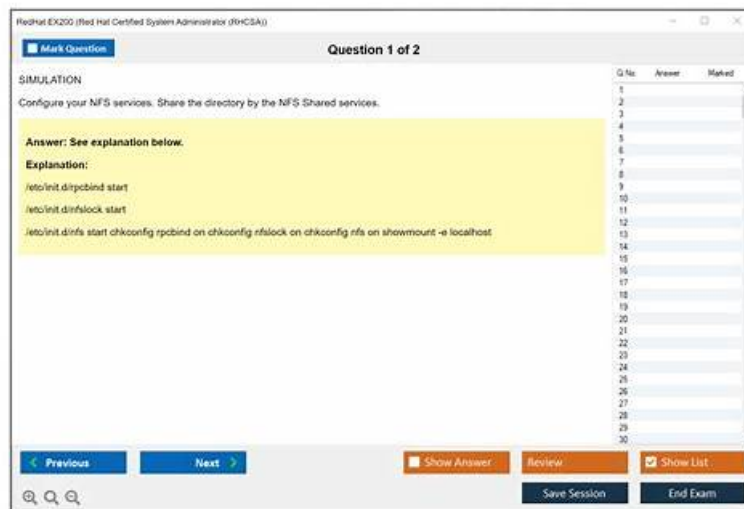 RedHat EX200 (Red Hat Certified System Administrator (RHCSA))
Mark Question
Question 1 of 2
SIMULATION
Configure your NFS services. Share the directory by the NFS Shared services.
Answer: See explanation below.
Explanation:
/etc/init.d/rpcbind start
/etc/init.d/nfslock start
/etc/init.d/nfs start chkconfig rpcbind on chkconfig nfslock on chkconfig nfs on showmount -e localhost
Q.No Answer Marked
1
2
3
4
5
6
7
8
9
10
11
12
13
14
15
16
17
18
19
20
21
22
23
24
25
26
27
28
29
30
Previous
Next
Show Answer
Review
Show List
Save Session
End Exam